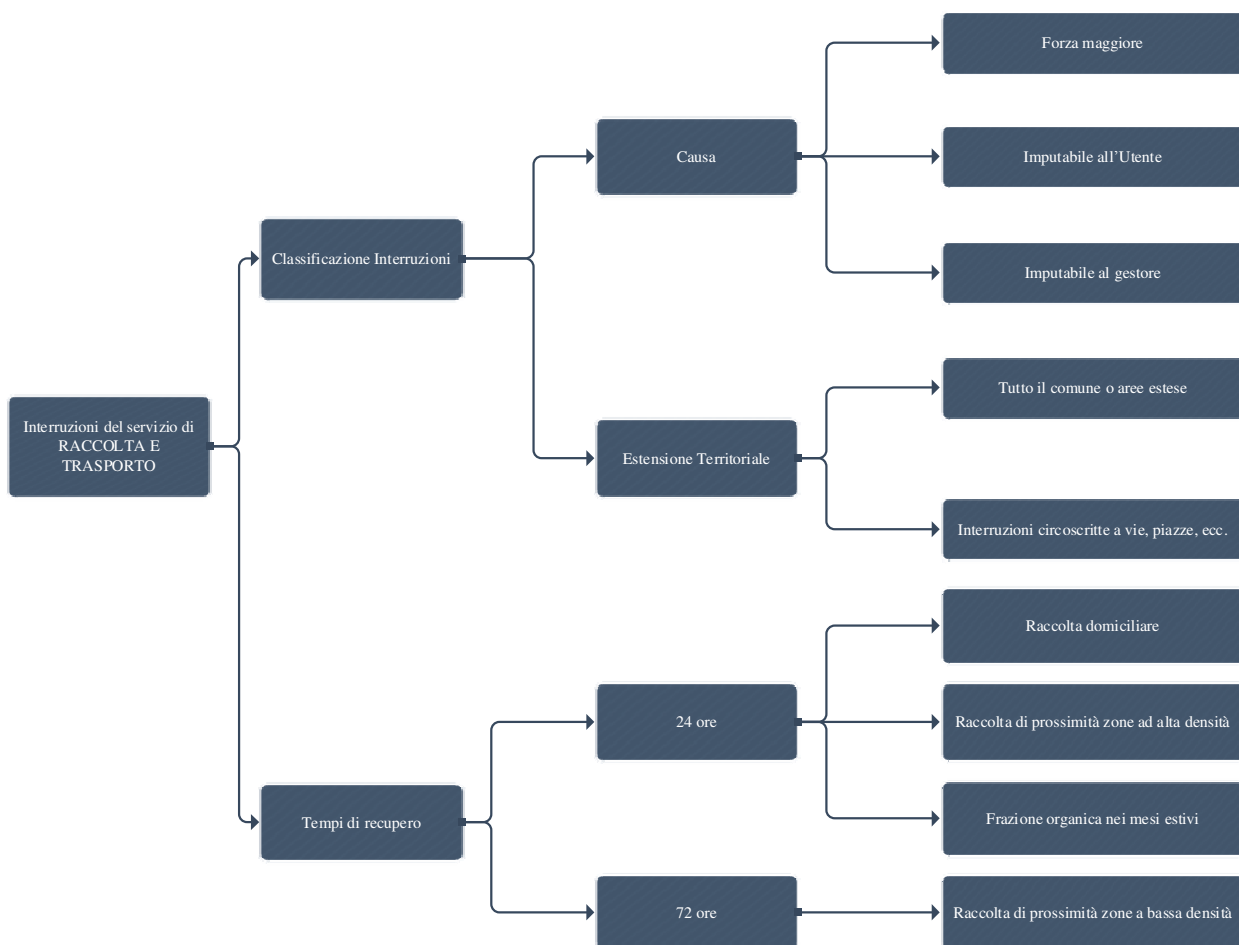 Forza maggiore
Causa
Imputabile all’Utente
Classificazione Interruzioni
Imputabile al gestore
Tutto il comune o aree estese
Interruzioni del servizio di
RACCOLTA E
TRASPORTO
Estensione Territoriale
Interruzioni circoscritte a vie, piazze, ecc.
Raccolta domiciliare
24 ore
Raccolta di prossimità zone ad alta densità
Tempi di recupero
Frazione organica nei mesi estivi
72 ore
Raccolta di prossimità zone a bassa densità